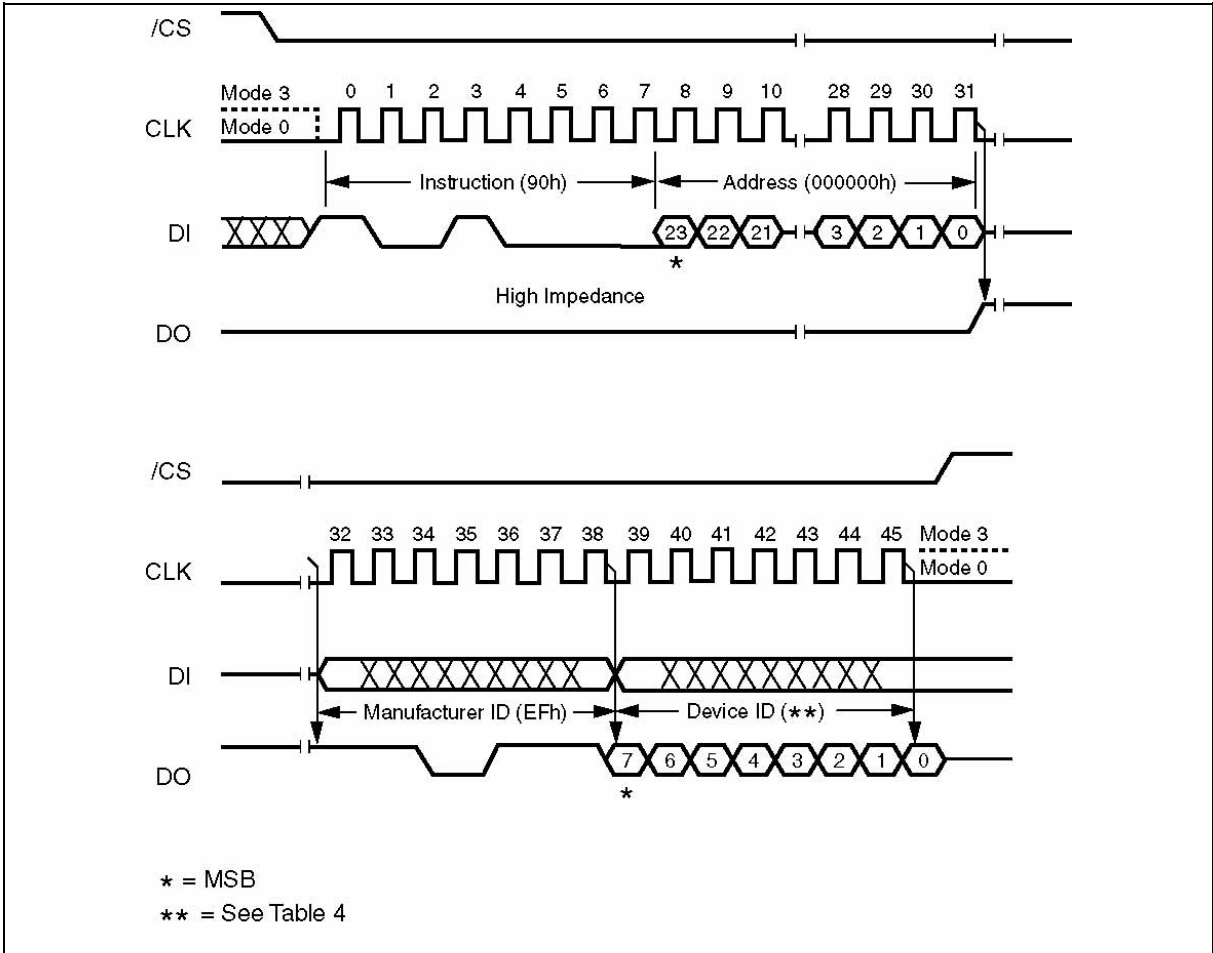 /CS
Mode 3 0 1 2 3 4 5 6 7 8 9 10 28 29 30 31
CLK Mode 0
Instruction (90h) Address (000000h)
DI 23 22 21 3 2 1 0
*
High Impedance
DO
/CS
32 33 34 35 36 37 38 39 40 41 42 43 44 45 Mode 3
CLK Mode 0
DI
Manufacturer ID (EFh) Device ID (**)
DO 7 6 5 4 3 2 1 0
*
* = MSB
** = See Table 4